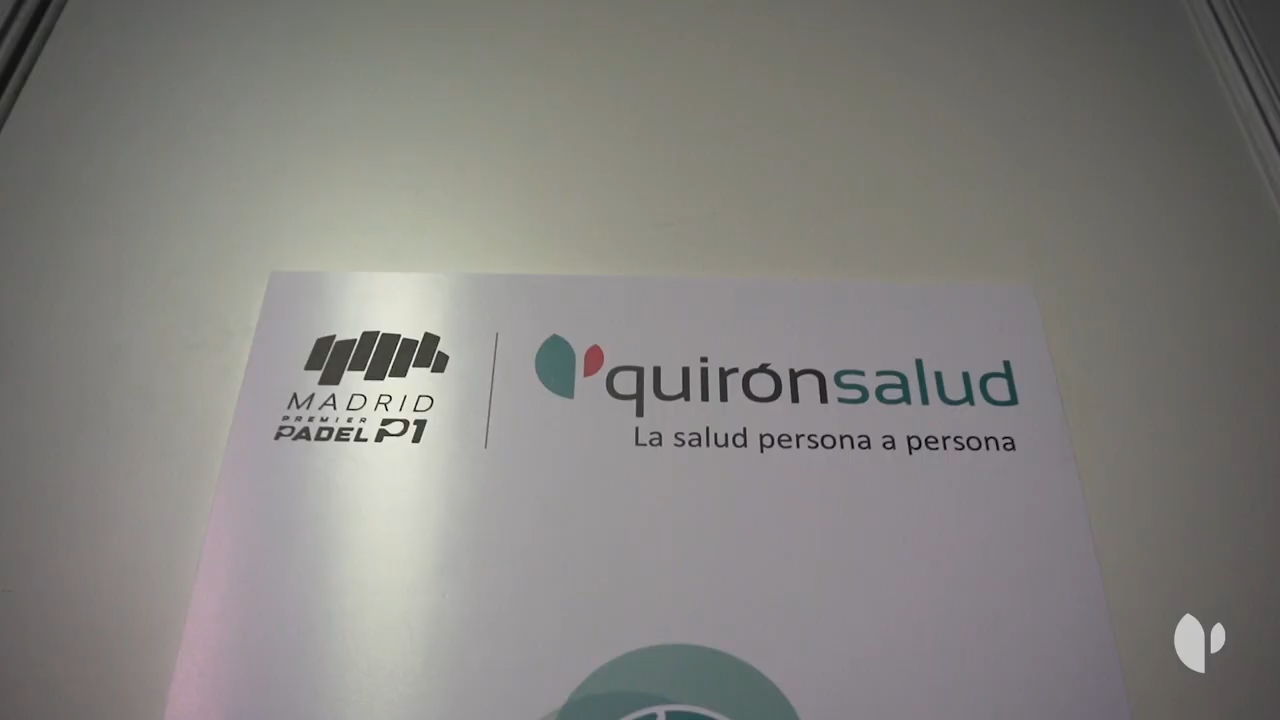 MADRID
PREMIER
PADEL P1
quirónsalud
La salud persona a persona